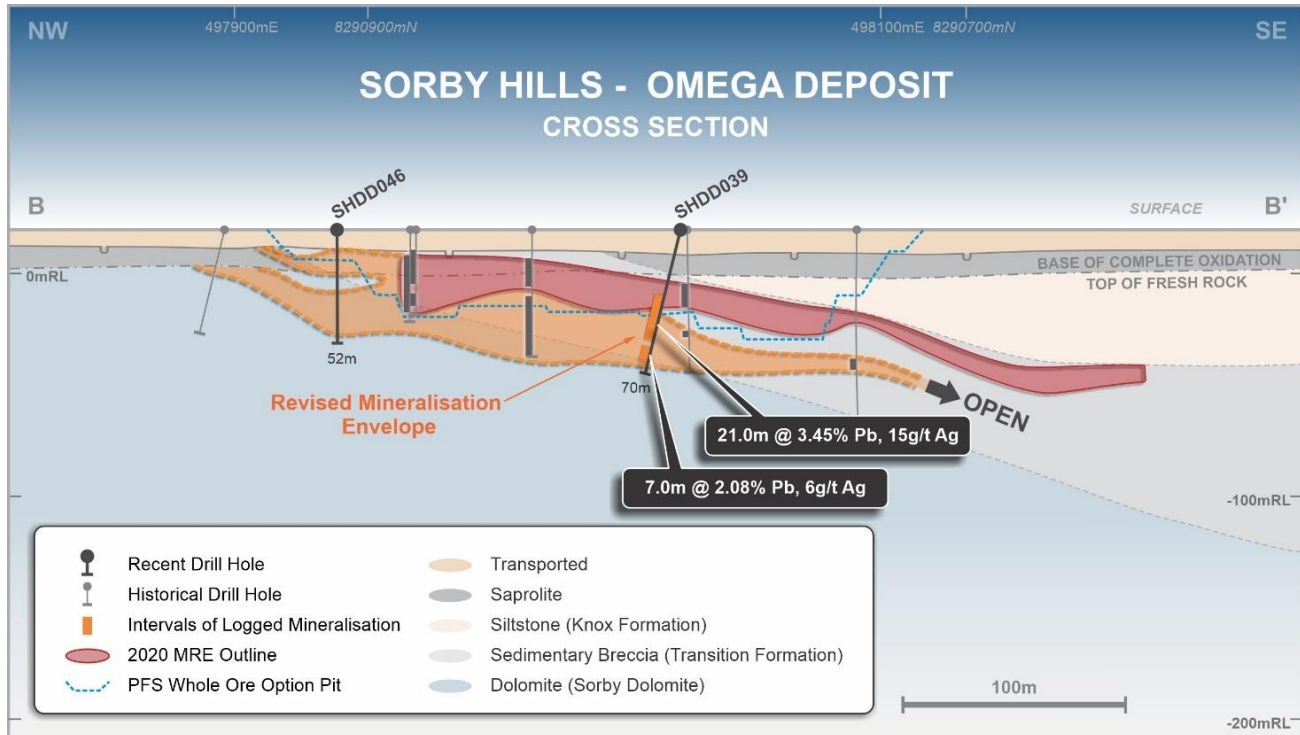 NW
497900mE
8290900mN
498100mE
8290700mN
SE
SORBY HILLS - OMEGA DEPOSIT
CROSS SECTION
B
SHDD046
SHDD039
SURFACE
B'
0mRL
BASE OF COMPLETE OXIDATION
TOP OF FRESH ROCK
52m
70m
Revised Mineralisation
Envelope
OPEN
21.0m @ 3.45% Pb, 15g/t Ag
7.0m @ 2.08% Pb, 6g/t Ag
-100mRL
Recent Drill Hole
Historical Drill Hole
Intervals of Logged Mineralisation
2020 MRE Outline
PFS Whole Ore Option Pit
Transported
Saprolite
Siltstone (Knox Formation)
Sedimentary Breccia (Transition Formation)
Dolomite (Sorby Dolomite)
100m
-200mRL